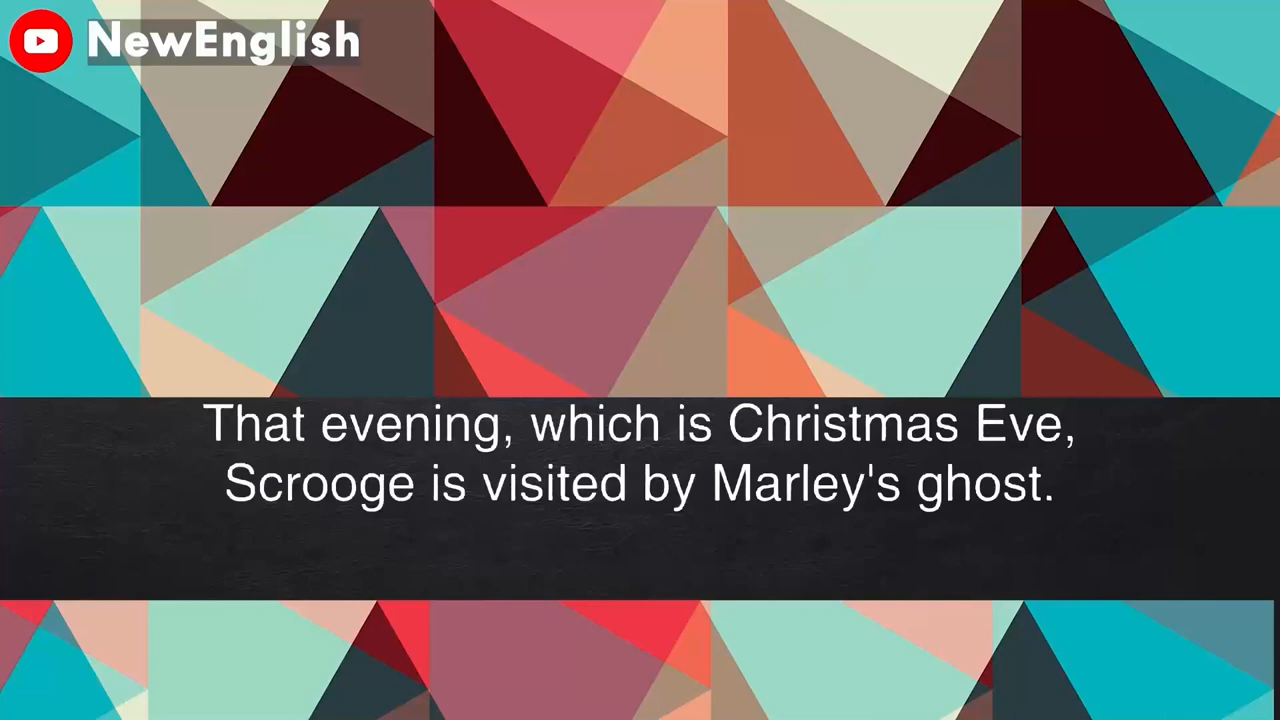 NewEnglish
That evening, which is Christmas Eve,
Scrooge is visited by Marley's ghost.